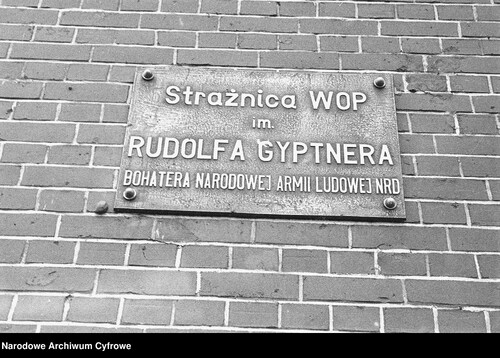 Strażnica WOP
im.
RUDOLFA GYPTNERA
BOHATERA NARODOWEJ ARMII LUDOWEJ NRD
Narodowe Archiwum Cyfrowe